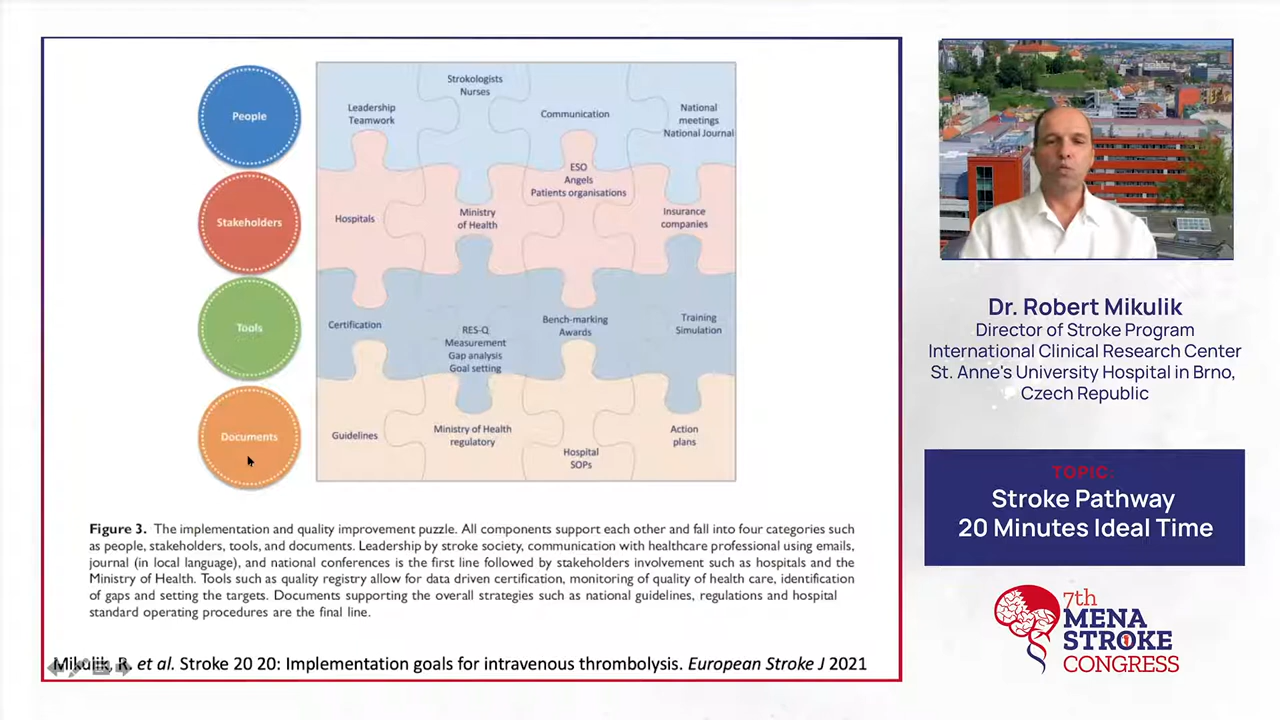 People
Leadership
Teamwork
Strokologists
Nurses
Communication
National
meetings
National Journal
Stakeholders
Hospitals
Ministry
of Health
ESO
Angels
Patients organisations
Insurance
companies
Tools
Certification
RES-Q
Measurement
Gap analysis
Goal setting
Bench-marking
Awards
Training
Simulation
Documents
Guidelines
Ministry of Health
regulatory
Hospital
SOPs
Action
plans
Figure 3. The implementation and quality improvement puzzle. All components support each other and fall into four categories such
as people, stakeholders, tools, and documents. Leadership by stroke society, communication with healthcare professional using emails,
journal (in local language), and national conferences is the first line followed by stakeholders involvement such as hospitals and the
Ministry of Health. Tools such as quality registry allow for data driven certification, monitoring of quality of health care, identification
of gaps and setting the targets. Documents supporting the overall strategies such as national guidelines, regulations and hospital
standard operating procedures are the final line.
Mikulik, R. et al. Stroke 20 20: Implementation goals for intravenous thrombolysis. European Stroke J 2021
Dr. Robert Mikulik
Director of Stroke Program
International Clinical Research Center
St. Anne's University Hospital in Brno,
Czech Republic
TOPIC:
Stroke Pathway
20 Minutes Ideal Time
7th
MENA
STROKE
CONGRESS